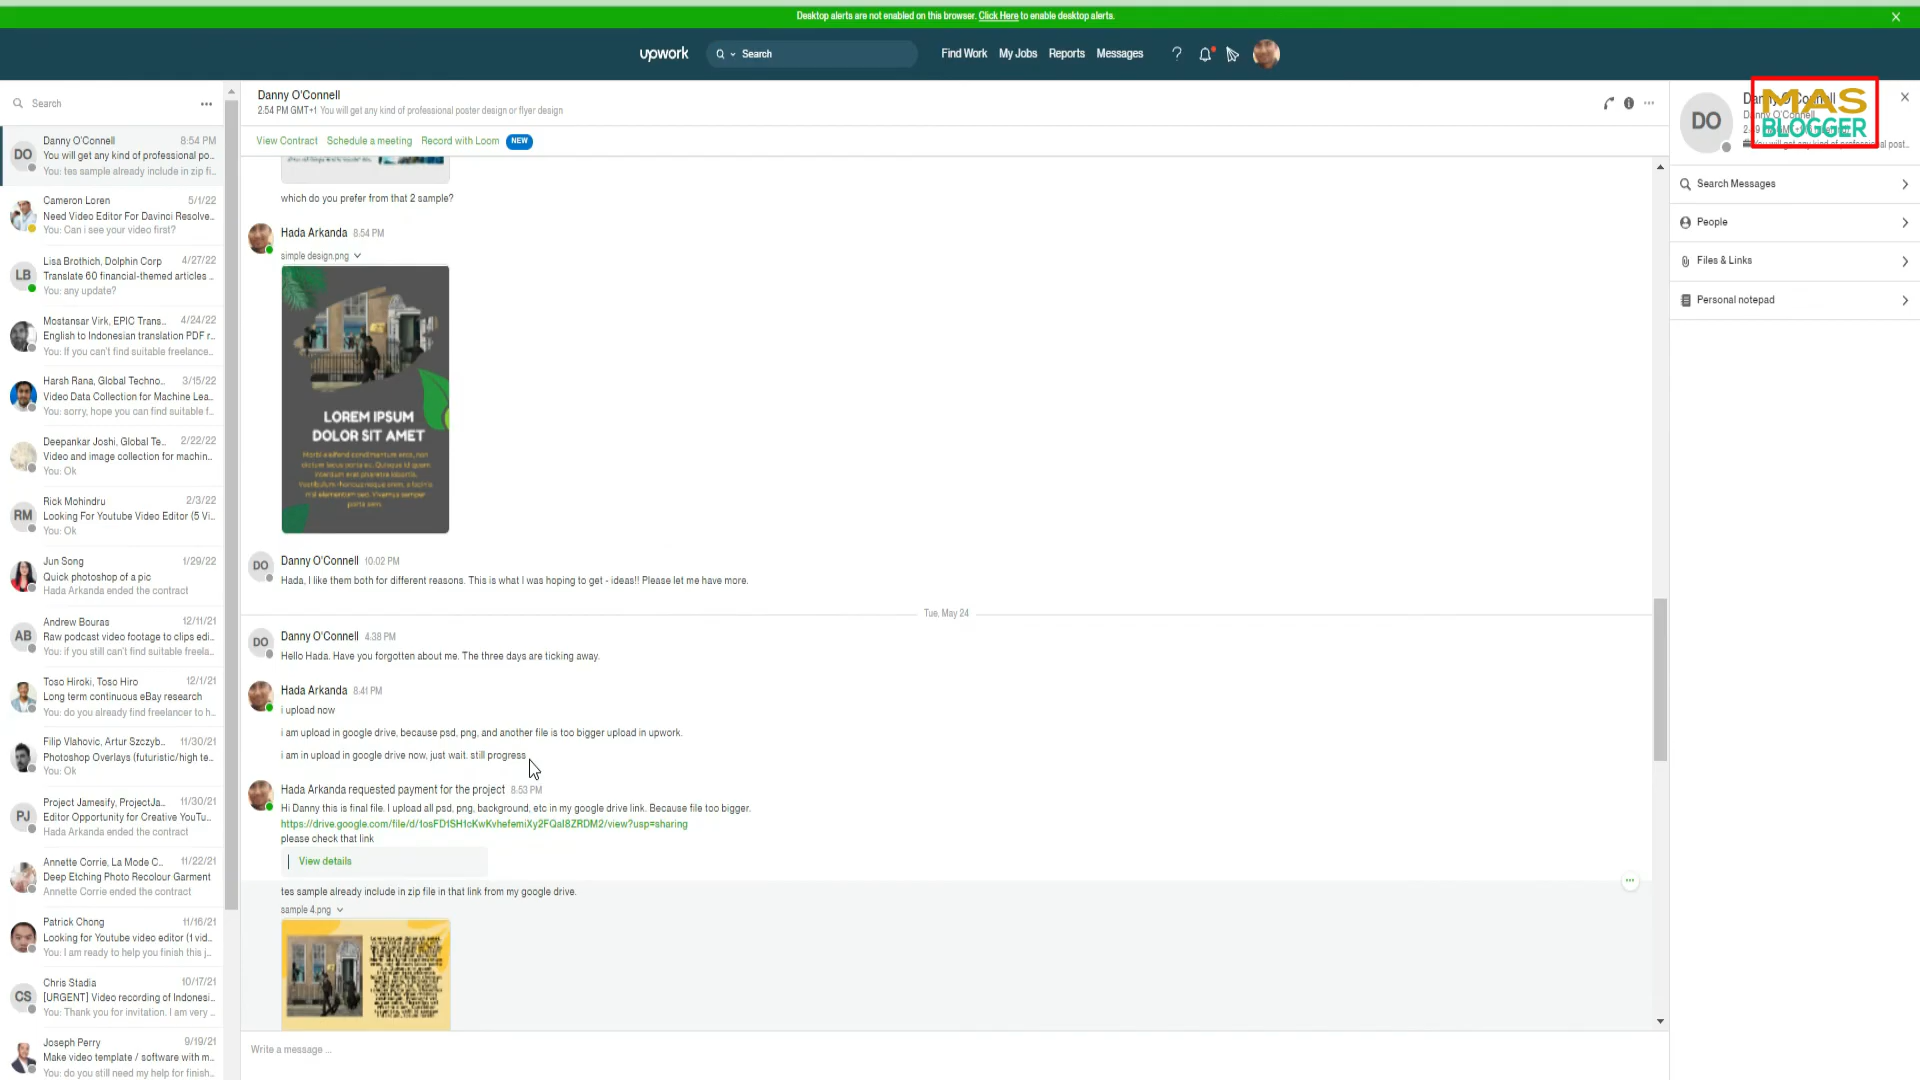 Desktop alerts are not enabled on this browser. Click Here to enable desktop alerts.
upwork
Search
Find Work
My Jobs
Reports
Messages
Search
Danny O'Connell 8:54 PM
DO
You will get any kind of professional po...
You: tes sample already include in zip fi...
Cameron Loren 5/1/22
Need Video Editor For Davinci Resolve...
You: Can i see your video first?
Lisa Brothich, Dolphin Corp 4/27/22
LB
Translate 60 financial-themed articles ...
You: any update?
Mostansar Virk, EPIC Trans... 4/24/22
English to Indonesian translation PDF r...
You: If you can't find suitable freelance...
Harsh Rana, Global Techno... 3/15/22
Video Data Collection for Machine Lea...
You: sorry, hope you can find suitable f...
Deepankar Joshi, Global Te... 2/22/22
Video and image collection for machin...
You: Ok
Rick Mohindru 2/3/22
RM
Looking For Youtube Video Editor (5 Vi...
You: Ok
Jun Song 1/29/22
Quick photoshop of a pic
Hada Arkanda ended the contract
Andrew Bouras 12/11/21
AB
Raw podcast video footage to clips edi...
You: if you still can't find suitable freela...
Toso Hiroki, Toso Hiro 12/1/21
Long term continuous eBay research
You: do you already find freelancer to h...
Filip Vlahovic, Artur Szczyb... 11/30/21
Photoshop Overlays (futuristic/high te...
You: Ok
Project Jamesify, ProjectJa... 11/30/21
PJ
Editor Opportunity for Creative YouTu...
Hada Arkanda ended the contract
Annette Corrie, La Mode C... 11/22/21
Deep Etching Photo Recolour Garment
Annette Corrie ended the contract
Patrick Chong 11/16/21
Looking for Youtube video editor (1 vid...
You: I am ready to help you finish this j...
Chris Stadia 10/17/21
CS
[URGENT] Video recording of Indonesi...
You: Thank you for invitation. I am very ...
Joseph Perry 9/19/21
Make video template / software with m...
You: do you still need my help for finish...
Danny O'Connell
2:54 PM GMT+1 You will get any kind of professional poster design or flyer design
View Contract
Schedule a meeting
Record with Loom
NEW
which do you prefer from that 2 sample?
Hada Arkanda 8:54 PM
simple design.png
LOREM IPSUM
DOLOR SIT AMET
DO
Danny O'Connell 10:02 PM
Hada, I like them both for different reasons. This is what I was hoping to get - ideas!! Please let me have more.
Tue, May 24
DO
Danny O'Connell 4:38 PM
Hello Hada. Have you forgotten about me. The three days are ticking away.
Hada Arkanda 8:41 PM
i upload now
i am upload in google drive, because psd, png, and another file is too bigger upload in upwork.
i am in upload in google drive now, just wait. still progress
Hada Arkanda requested payment for the project 8:53 PM
Hi Danny this is final file. I upload all psd, png, background, etc in my google drive link. Because file too bigger.
https://drive.google.com/file/d/1osFD1SH1cKwKvhefemiXy2FQaI8ZRDM2/view?usp=sharing
please check that link
View details
tes sample already include in zip file in that link from my google drive.
sample 4.png
Write a message ...
DO
Danny O'Connell
MAS
BLOGGER
Search Messages
People
Files & Links
Personal notepad